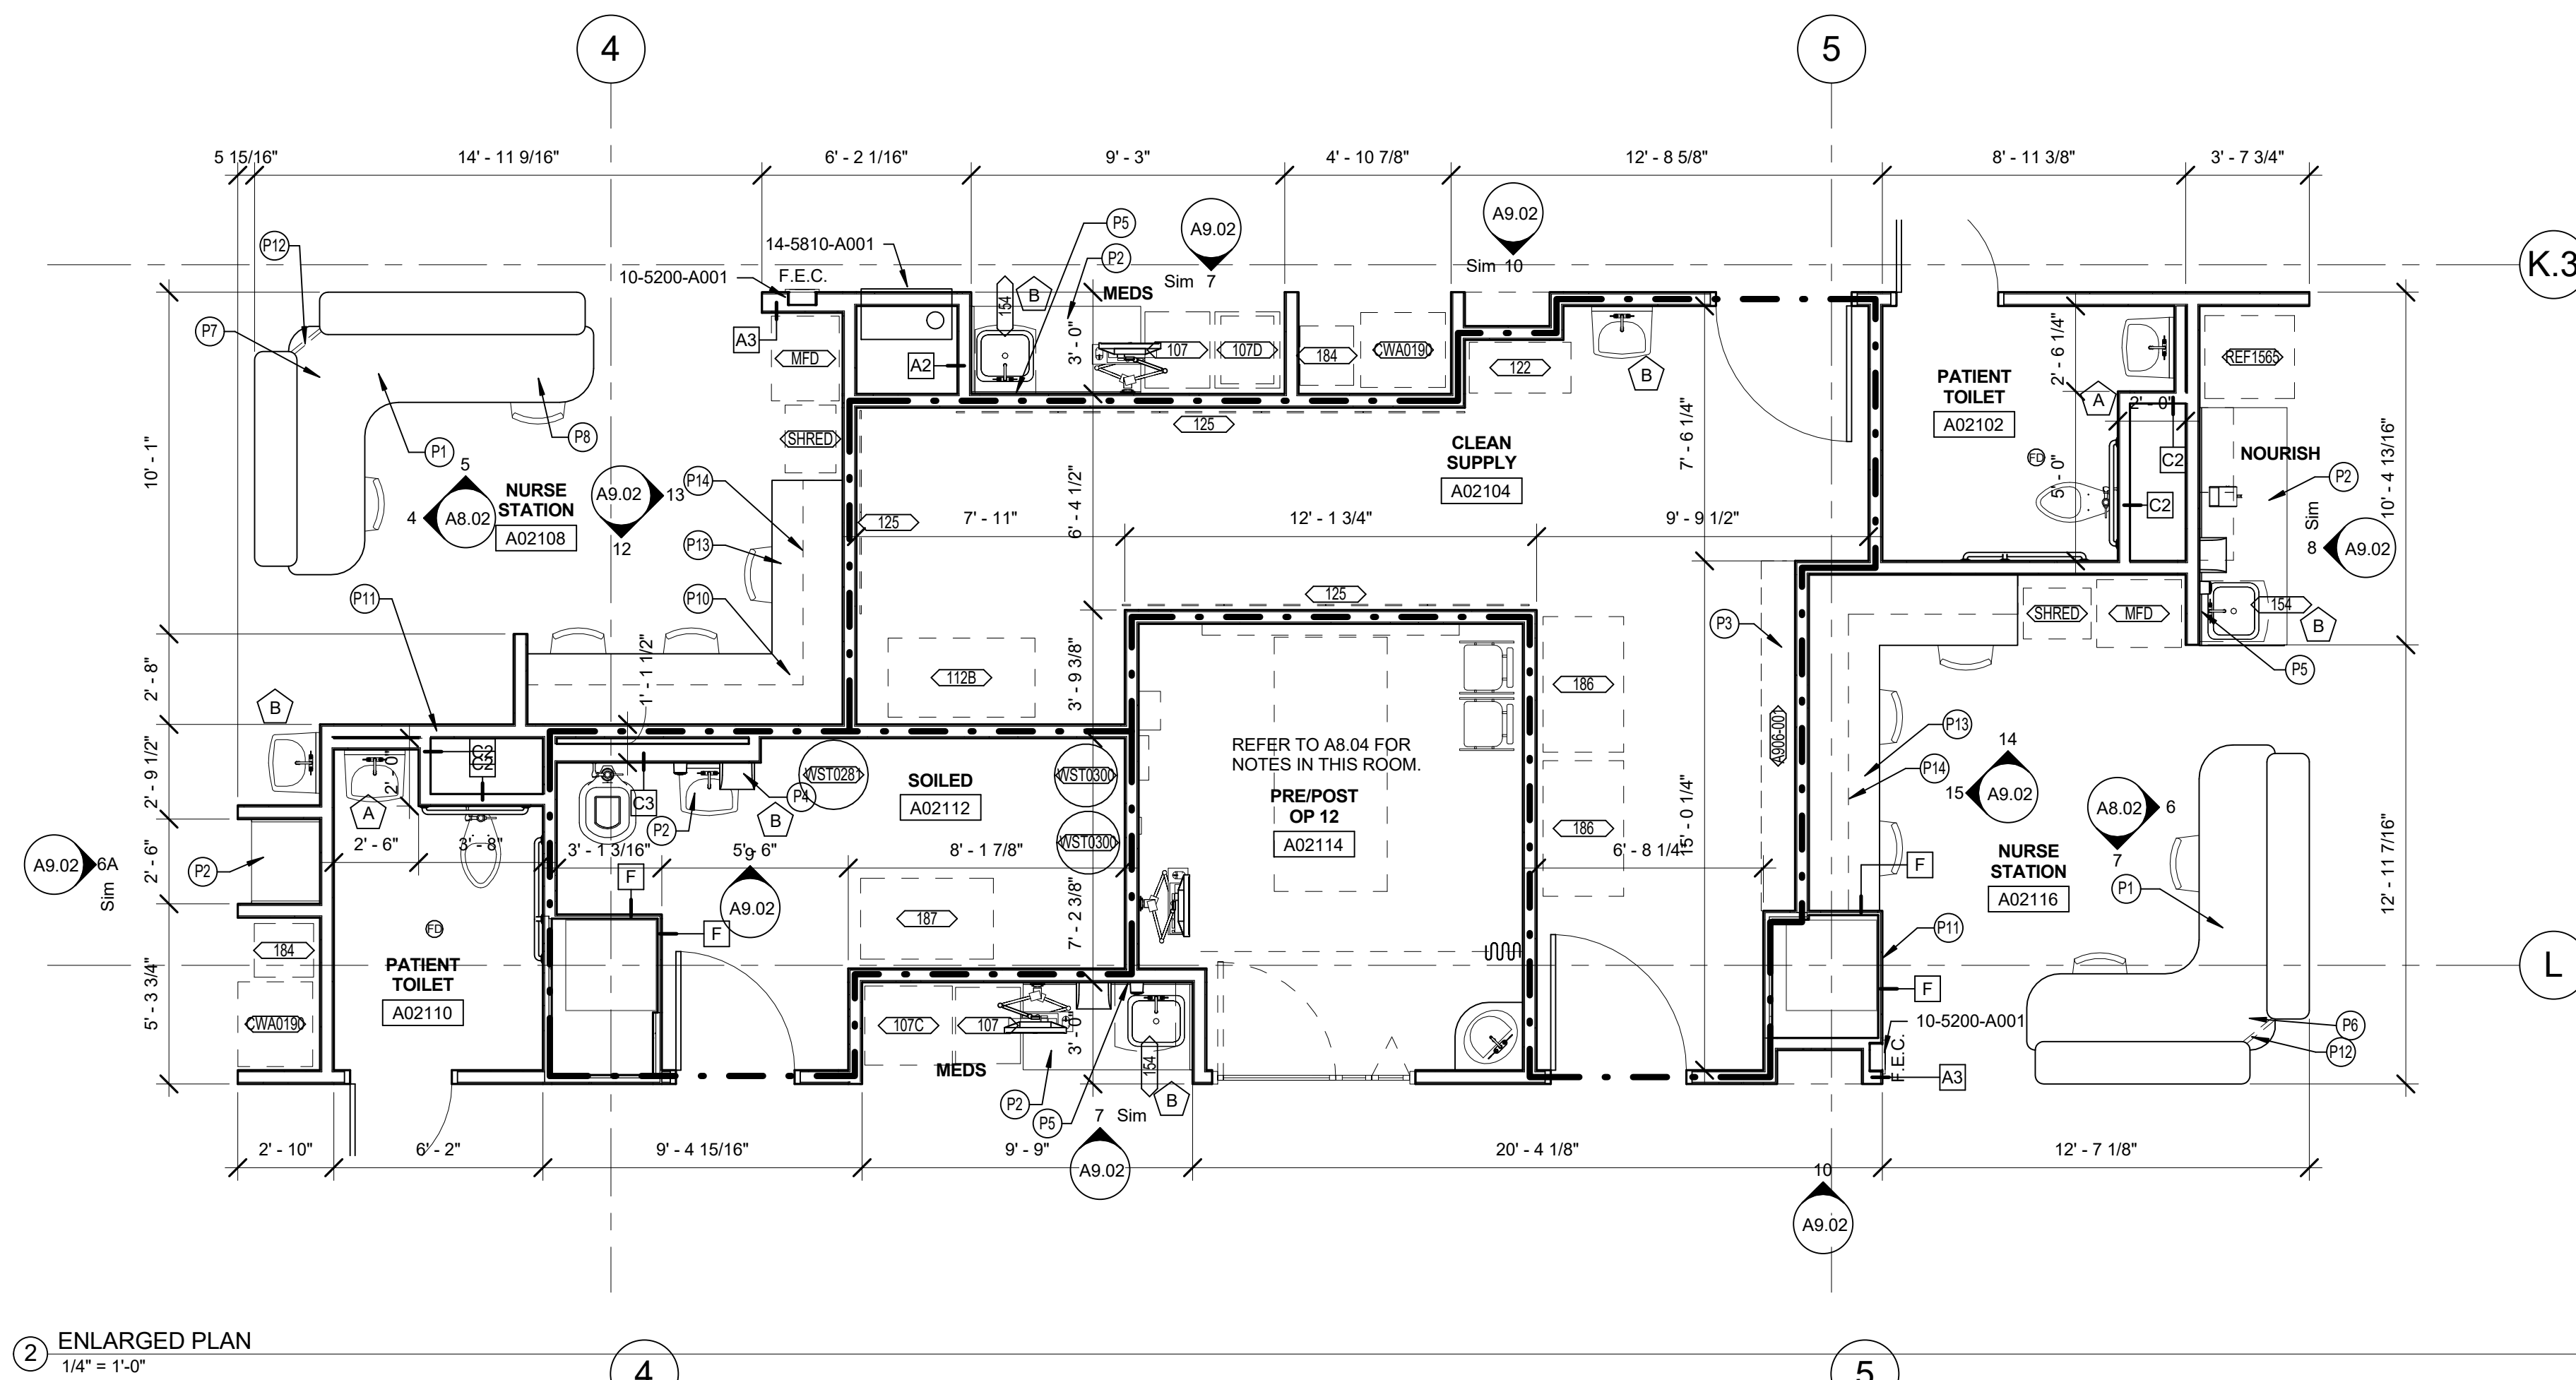 4
5
5 15/16"
14' - 11 9/16"
6' - 2 1/16"
9' - 3"
4' - 10 7/8"
12' - 8 5/8"
8' - 11 3/8"
3' - 7 3/4"
P12
14-5810-A001
P5
A9.02
A9.02
P2
Sim 7
Sim 10
K.3
10-5200-A001
F.E.C.
154
B
MEDS
P7
A3
MFD
A2
3' - 0"
107
107D
184
CWA0190
122
B
2' - 6 1/4"
REF1565
PATIENT
TOILET
A02102
A
2' - 0"
P1
P8
SHRED
125
CLEAN
SUPPLY
A02104
7' - 6 1/4"
10' - 1"
5
4
A8.02
NURSE
STATION
A02108
A9.02
13
12
P14
P13
P10
125
7' - 11"
6' - 4 1/2"
12' - 1 3/4"
9' - 9 1/2"
FD
5' - 0"
C2
C2
NOURISH
P2
Sim
8
A9.02
10' - 4 13/16"
P11
125
P3
SHRED
MFD
154
B
P5
2' - 8"
1' - 1 1/2"
112B
3' - 9 3/8"
186
B
C2
C2
2' - 0"
2' - 9 1/2"
A906-001
P13
P14
14
15
A9.02
REFER TO A8.04 FOR
NOTES IN THIS ROOM.
WST0281
SOILED
A02112
WST0300
WST0300
C3
P4
P2
B
A
PRE/POST
OP 12
A02114
186
15' - 0 1/4"
A8.02
6
7
A9.02
6A
Sim
P2
2' - 6"
2' - 6"
3' - 8"
3' - 1 3/16"
5' - 6"
9
A9.02
8' - 1 7/8"
6' - 8 1/4"
NURSE
STATION
A02116
P1
F
F
F
12' - 11 7/16"
F
187
7' - 2 3/8"
FD
184
P11
PATIENT
TOILET
A02110
L
5' - 3 3/4"
CWA0190
107C
107
3' - 0"
MEDS
154
10-5200-A001
F.E.C.
P6
P12
A3
P2
P5
B
7 Sim
A9.02
2' - 10"
6' - 2"
9' - 4 15/16"
9' - 9"
20' - 4 1/8"
12' - 7 1/8"
10
A9.02
2
ENLARGED PLAN
1/4" = 1'-0"
4
5